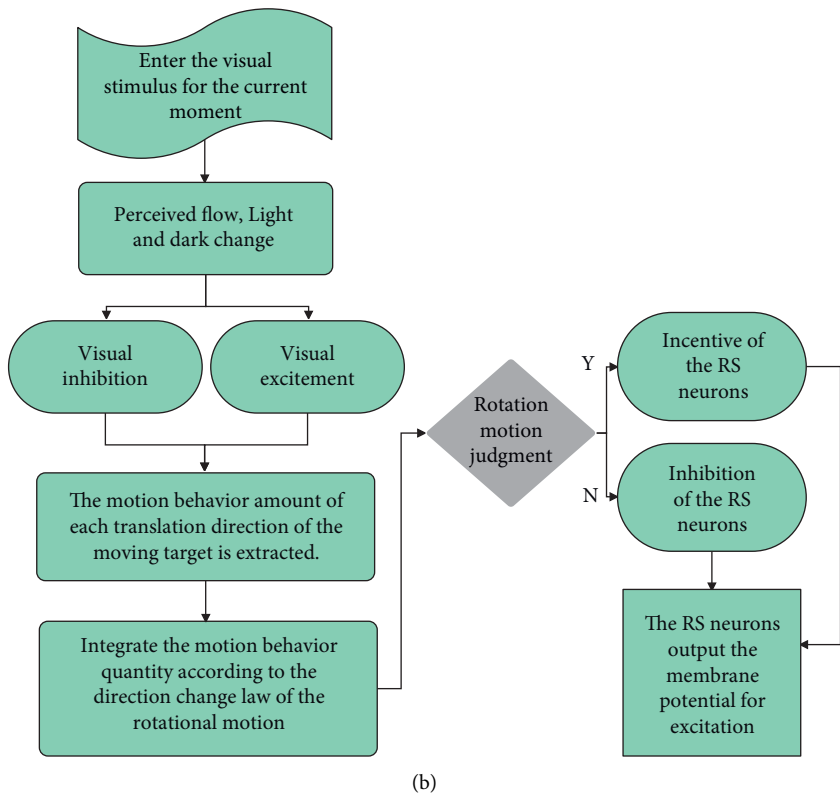 Enter the visual
stimulus for the current
moment
Perceived flow, Light
and dark change
Visual
inhibition
Visual
excitement
The motion behavior amount of
each translation direction of the
moving target is extracted.
Integrate the motion behavior
quantity according to the
direction change law of the
rotational motion
Rotation
motion
judgment
Y
Incentive of
the RS
neurons
N
Inhibition
of the RS
neurons
The RS neurons
output the
membrane
potential for
excitation
(b)